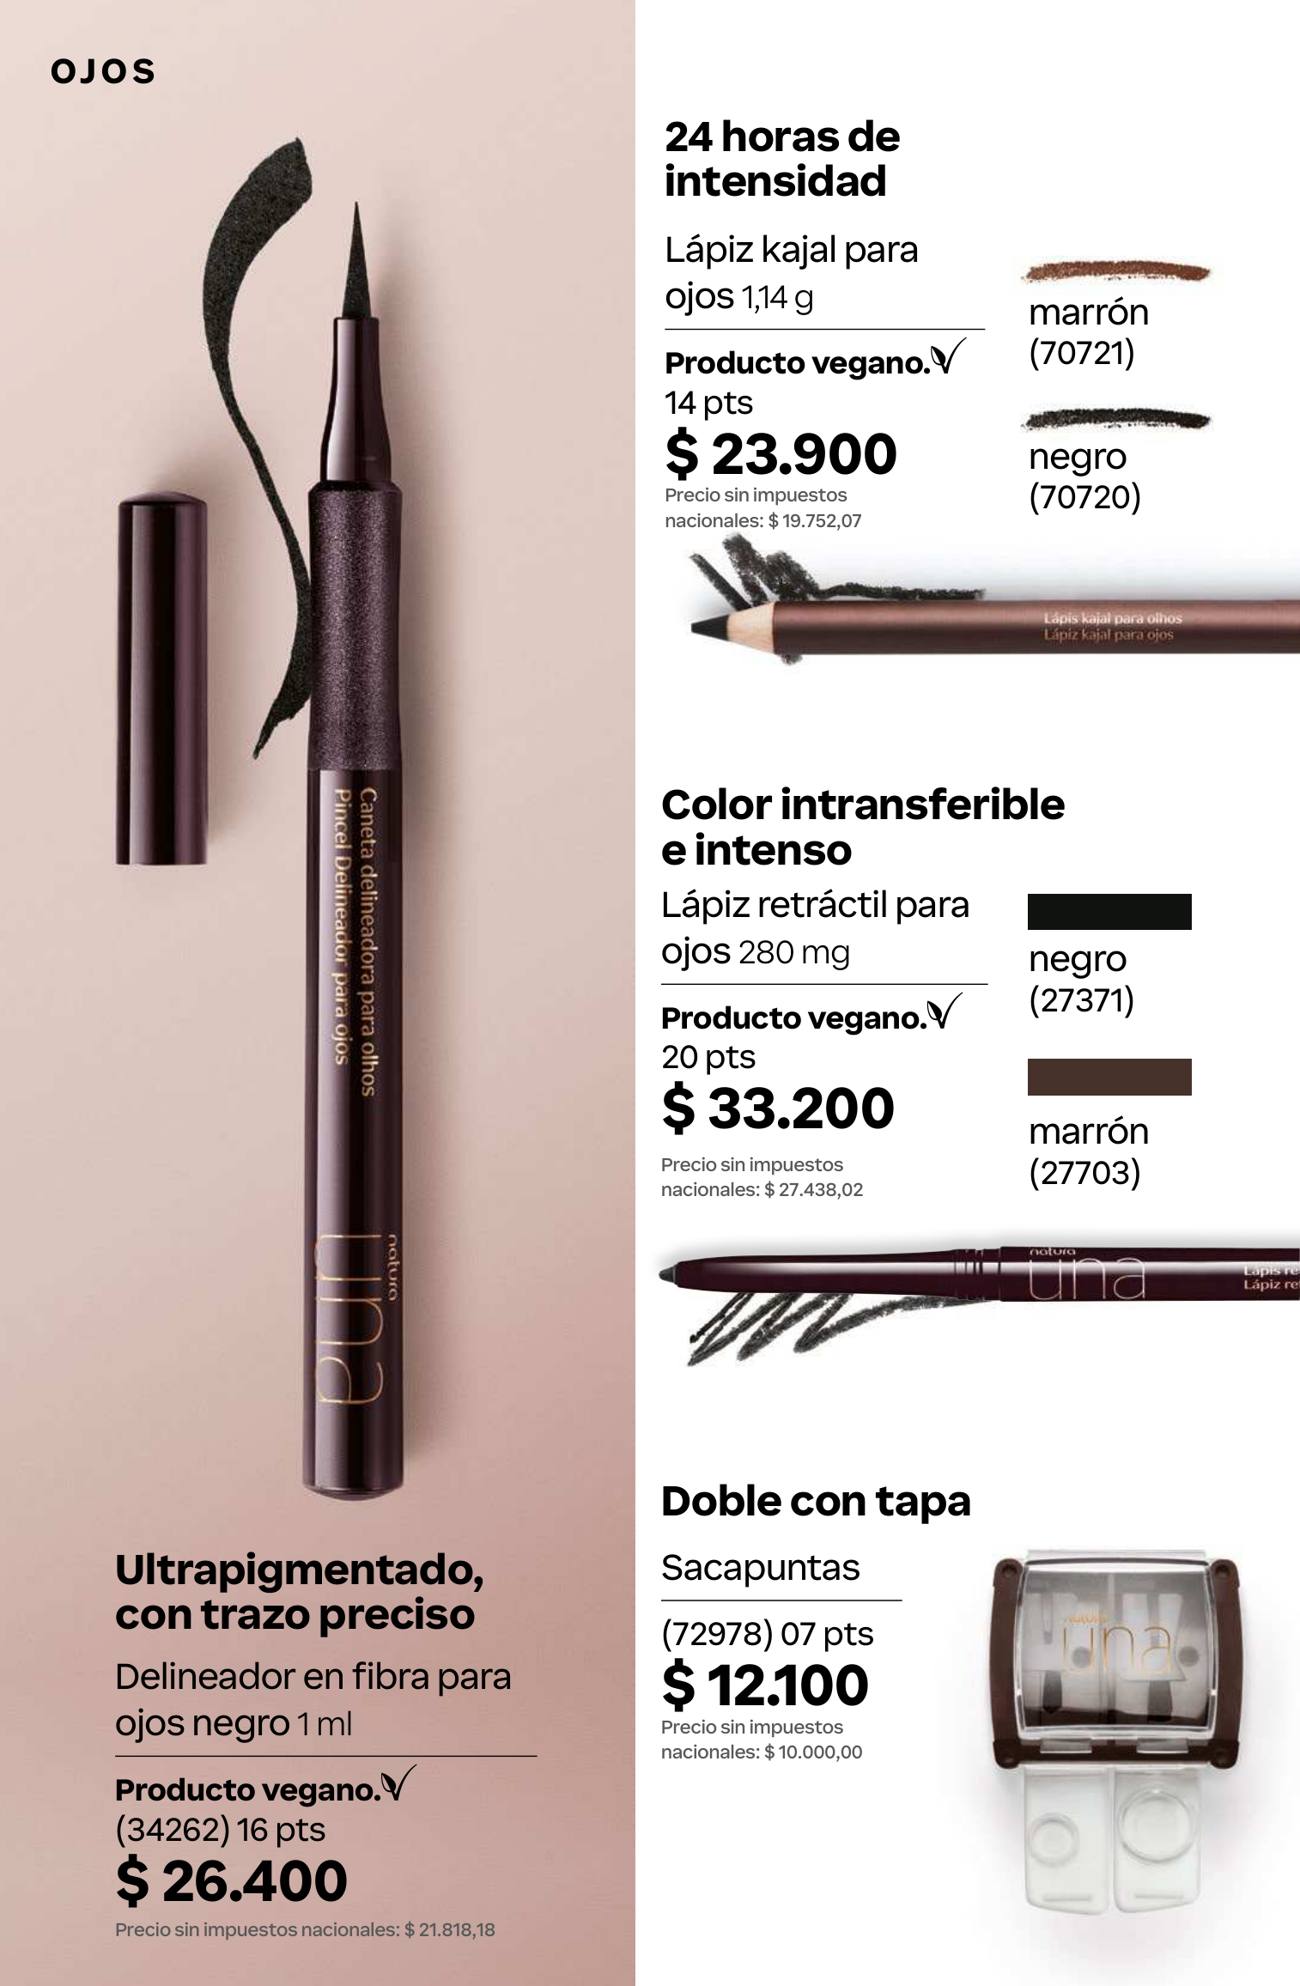 OJOS
Caneta delineadora para olhos
Pincel Delineador para ojos
natura
una
Ultrapigmentado,
con trazo preciso
Delineador en fibra para
ojos negro 1 ml
Producto vegano.
(34262) 16 pts
$ 26.400
Precio sin impuestos nacionales: $ 21.818,18
24 horas de
intensidad
Lápiz kajal para
ojos 1,14 g
Producto vegano.
14 pts
$ 23.900
Precio sin impuestos
nacionales: $ 19.752,07
marrón
(70721)
negro
(70720)
Lápis kajal para olhos
Lápiz kajal para ojos
Color intransferible
e intenso
Lápiz retráctil para
ojos 280 mg
Producto vegano.
20 pts
$ 33.200
Precio sin impuestos
nacionales: $ 27.438,02
negro
(27371)
marrón
(27703)
natura
una
Lápis re
Lápiz re
Doble con tapa
Sacapuntas
(72978) 07 pts
$ 12.100
Precio sin impuestos
nacionales: $ 10.000,00
natura
una